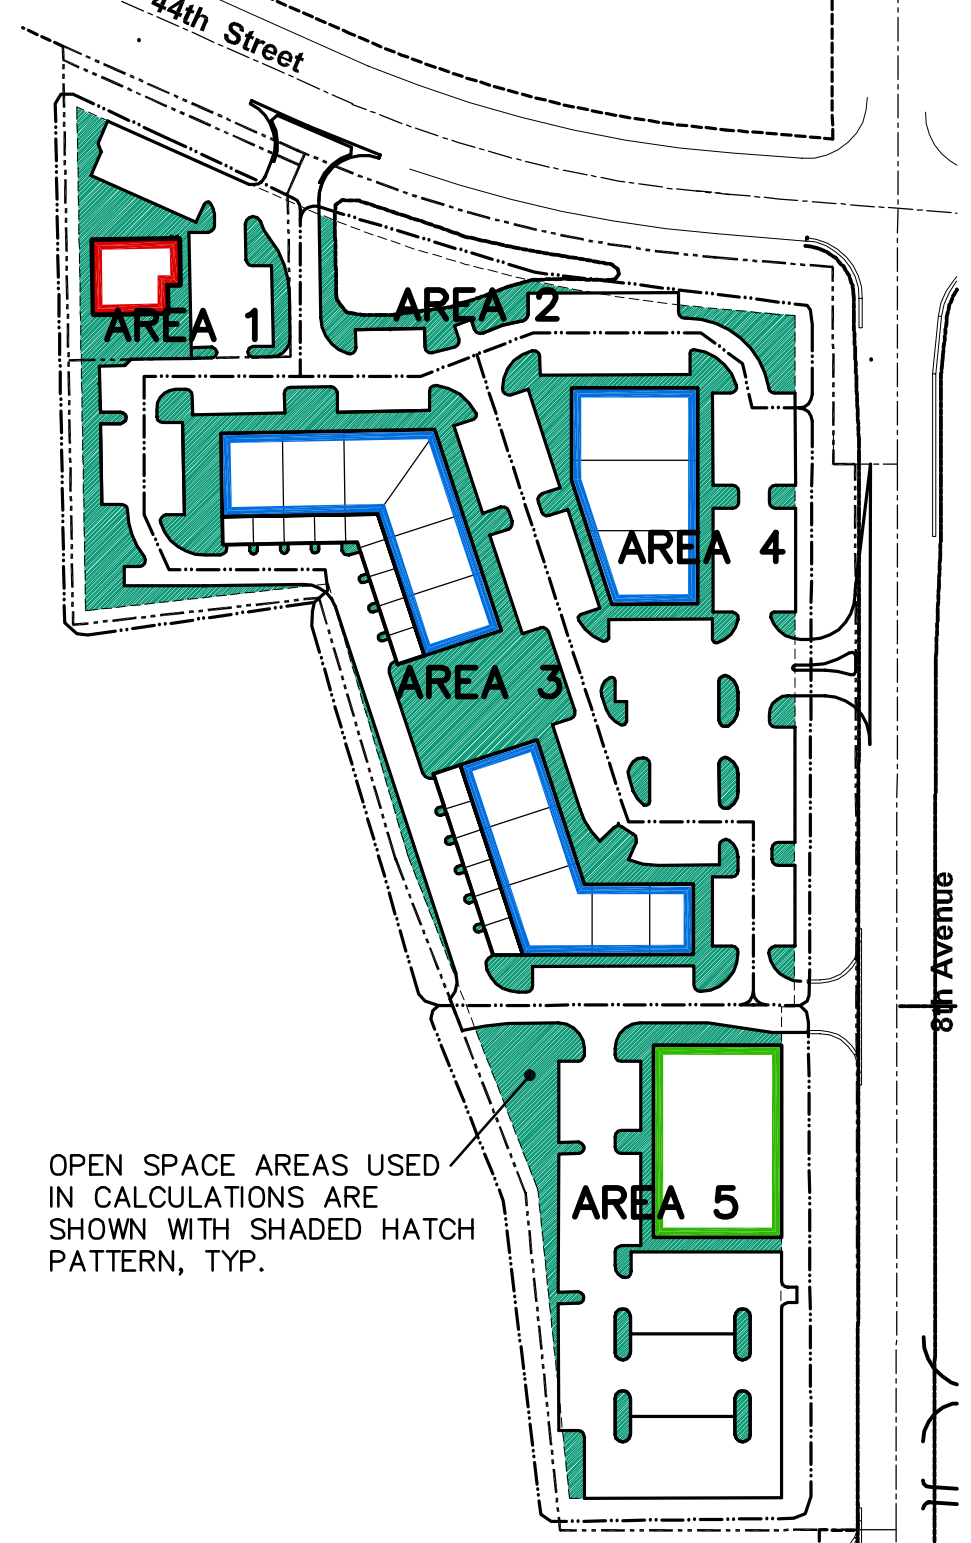 44th Street
AREA 1
AREA 2
AREA 4
AREA 3
8th Avenue
OPEN SPACE AREAS USED
IN CALCULATIONS ARE
SHOWN WITH SHADED HATCH
PATTERN, TYP.
AREA 5